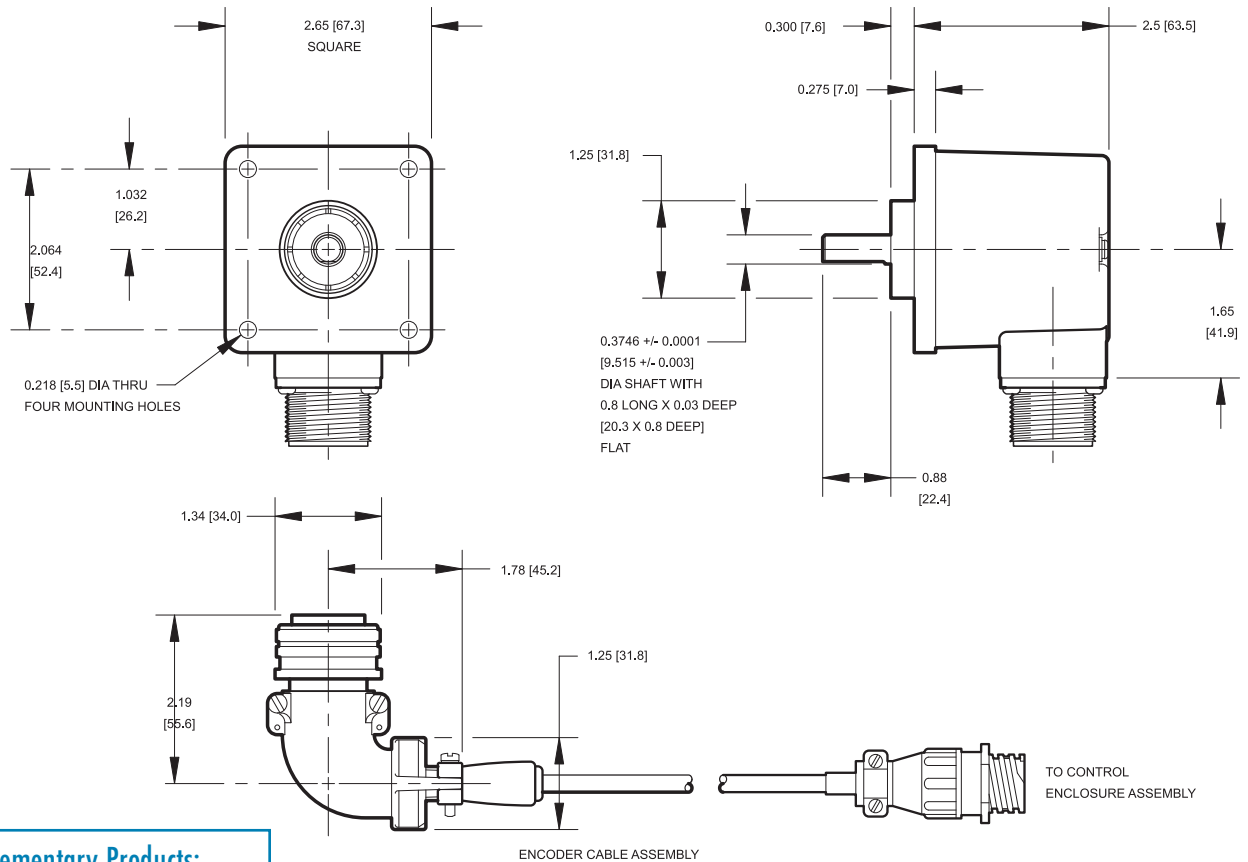 2.65 [67.3]
SQUARE
0.300 [7.6]
2.5 [63.5]
0.275 [7.0]
1.25 [31.8]
1.032
[26.2]
2.064
[52.4]
1.65
[41.9]
0.3746 +/- 0.0001
[9.515 +/- 0.003]
DIA SHAFT WITH
0.8 LONG X 0.03 DEEP
[20.3 X 0.8 DEEP]
FLAT
0.218 [5.5] DIA THRU
FOUR MOUNTING HOLES
0.88
[22.4]
1.34 [34.0]
1.78 [45.2]
1.25 [31.8]
2.19
[55.6]
TO CONTROL
ENCLOSURE ASSEMBLY
ENCODER CABLE ASSEMBLY